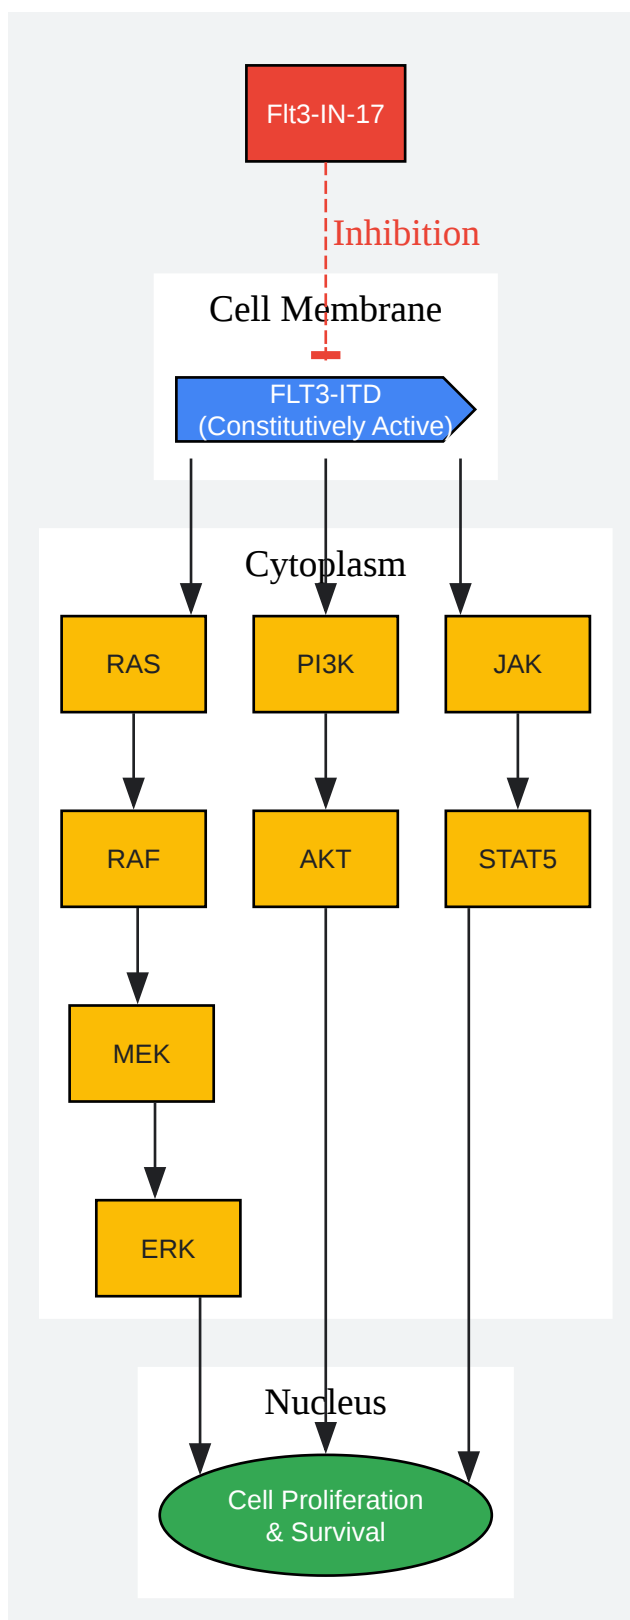 Flt3-IN-17
Inhibition
Cell Membrane
FLT3-ITD
(Constitutively Active)
Cytoplasm
RAS
PI3K
JAK
RAF
AKT
STAT5
MEK
ERK
Nucleus
Cell Proliferation
& Survival